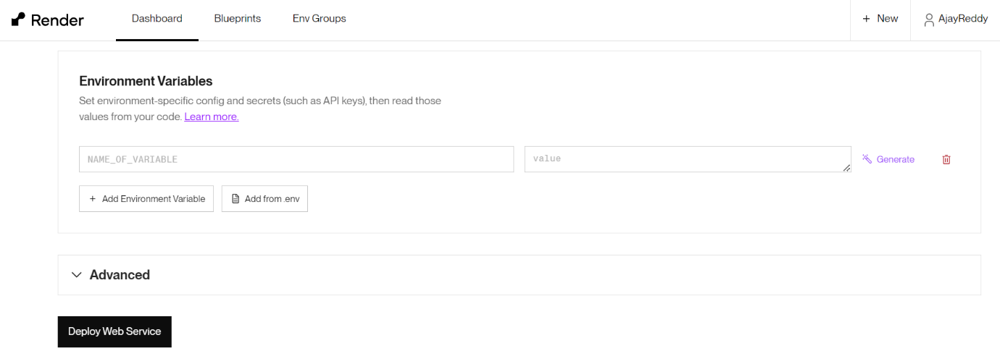 Render Dashboard Blueprints Env Groups + New AjayReddy
Environment Variables
Set environment-specific config and secrets (such as API keys), then read those
values from your code. Learn more.
NAME_OF_VARIABLE value Generate
+ Add Environment Variable Add from .env
Advanced
Deploy Web Service